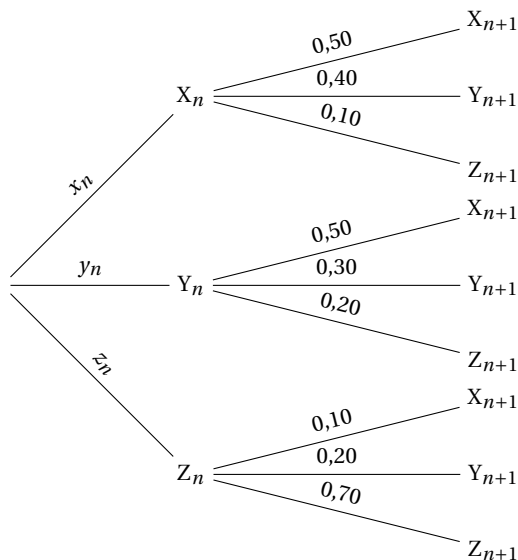 0,50
X_{n+1}
0,40
X_n
Y_{n+1}
0,10
x_n
Z_{n+1}
0,50
X_{n+1}
0,30
y_n
Y_n
Y_{n+1}
0,20
z_n
Z_{n+1}
0,10
X_{n+1}
0,20
Z_n
Y_{n+1}
0,70
Z_{n+1}